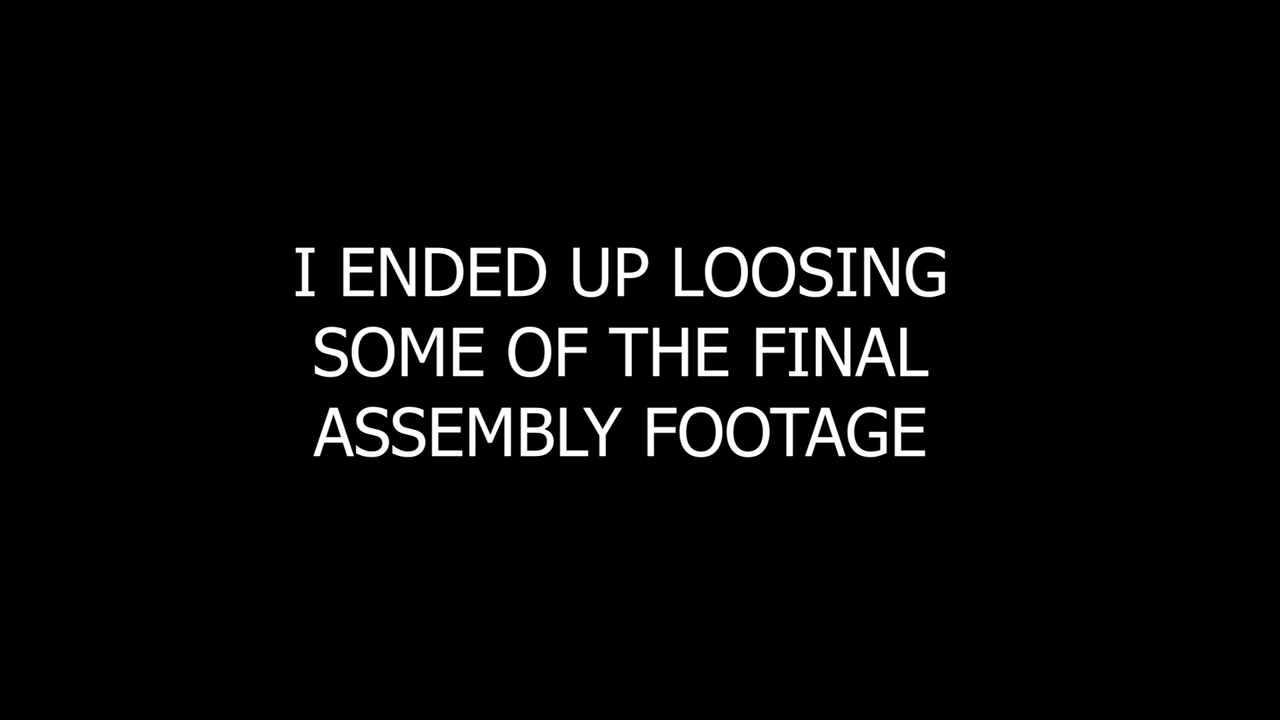 I ENDED UP LOOSING
SOME OF THE FINAL
ASSEMBLY FOOTAGE